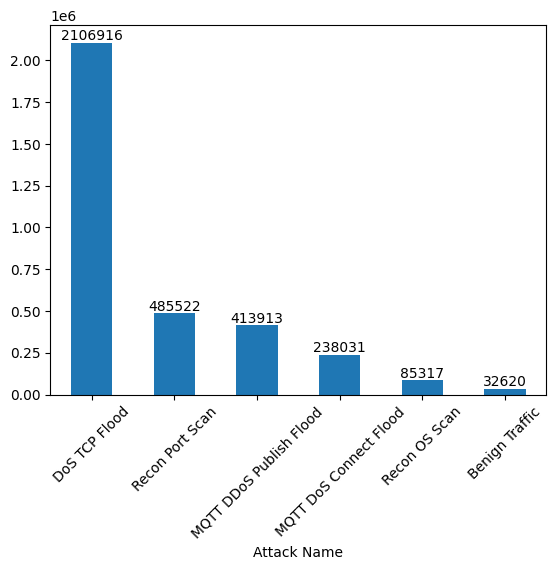 1e6
2.00
1.75
1.50
1.25
1.00
0.75
0.50
0.25
0.00
2106916
485522
413913
238031
85317
32620
DoS TCP Flood
Recon Port Scan
MQTT DDoS Publish Flood
MQTT DoS Connect Flood
Recon OS Scan
Benign Traffic
Attack Name